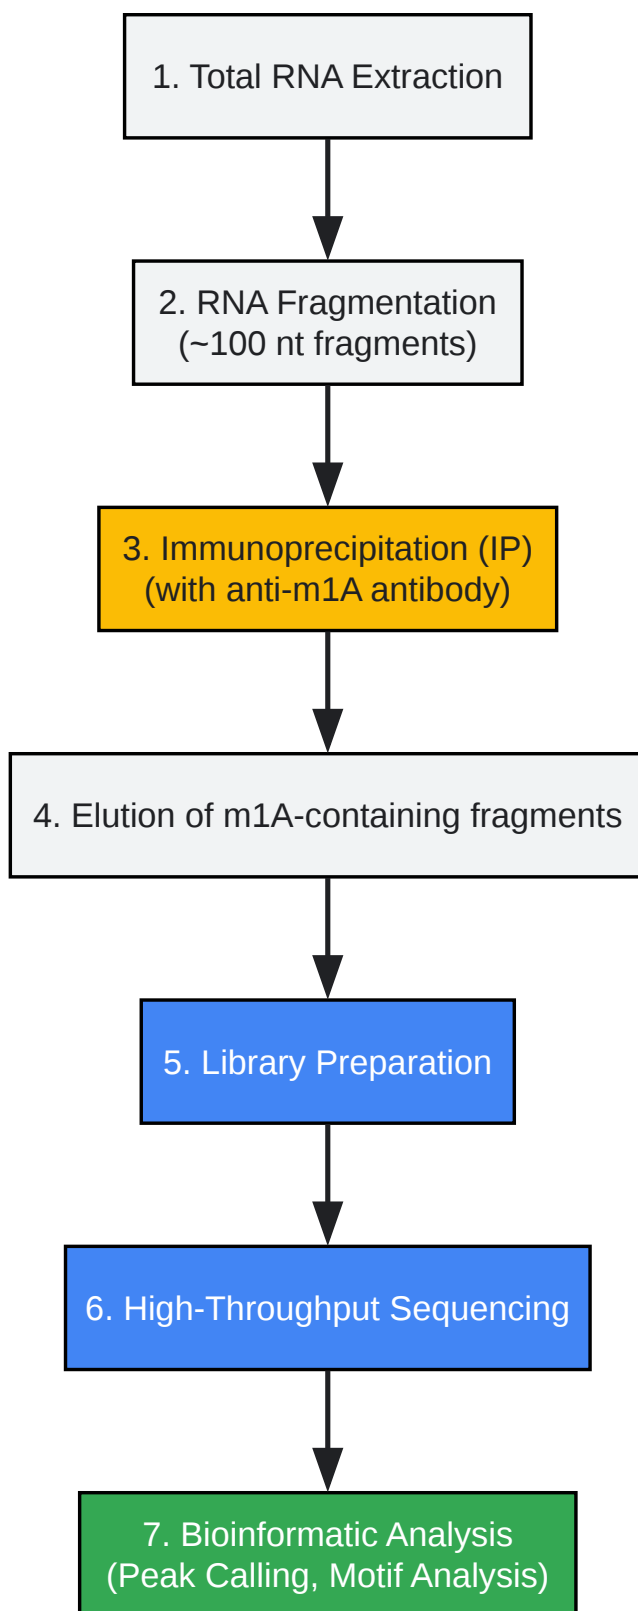 1. Total RNA Extraction
2. RNA Fragmentation
(~100 nt fragments)
3. Immunoprecipitation (IP)
(with anti-m1A antibody)
4. Elution of m1A-containing fragments
5. Library Preparation
6. High-Throughput Sequencing
7. Bioinformatic Analysis
(Peak Calling, Motif Analysis)